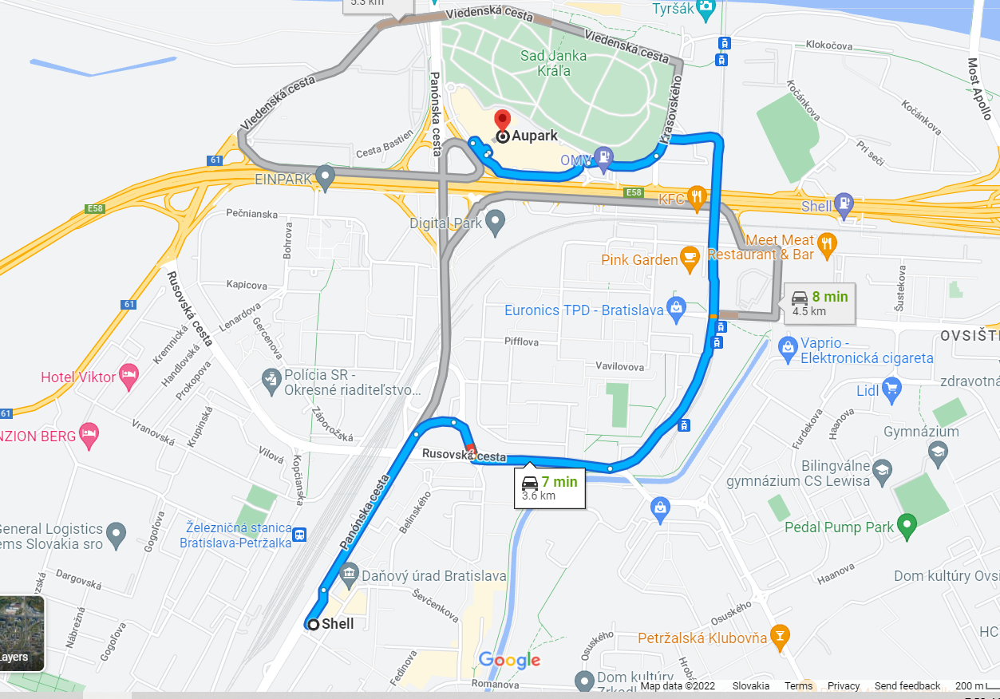 5.3 km
Viedenská cesta
Tyršák
Viedenská cesta
Klokočova
Sad Janka
Kráľa
Most Apollo
Viedenská cesta
Panónska cesta
Krasovského
Kočánkova
Kočánkova
Aupark
Cesta Bastien
Pri seči
61
OMV
EINPARK
E58
KFC
Shell
E58
Pečnianska
Digital Park
Bohrova
Meet Meat
Restaurant & Bar
Pink Garden
Rusovská cesta
Kapicova
Šustekova
8 min
4.5 km
61
Euronics TPD - Bratislava
Lenardova
Gercenova
Kremnická
Pifflova
OVSIŠT
Handlovská
Vaprio -
Elektronická cigareta
Prokopova
Vavilovova
Hotel Viktor
Polícia SR -
Okresné riaditeľstvo...
zdravotná
Lidl
61
Krupinská
Záporožská
Furdekova
Haanova
Vranovská
Gymnázium
NZION BERG
Vilová
Rusovská cesta
Kopčianska
Bilingválne
gymnázium CS Lewisa
7 min
3.6 km
Panónska cesta
Belinského
General Logistics
ems Slovakia sro
Gogoľova
Železničná stanica
Bratislava-Petržalka
Pedal Pump Park
Haanova
Dargovská
Daňový úrad Bratislava
Dom kultúry Ovsi
Ševčenkova
Osuského
Nábrežná
Gogoľova
Shell
HC
Osuského
Petržalská Klubovňa
Layers
Google
Fedinova
Hrob
Romanova
Dom kultúry
Zrkadl
Map data ©2022 Slovakia Terms Privacy Send feedback 200 m